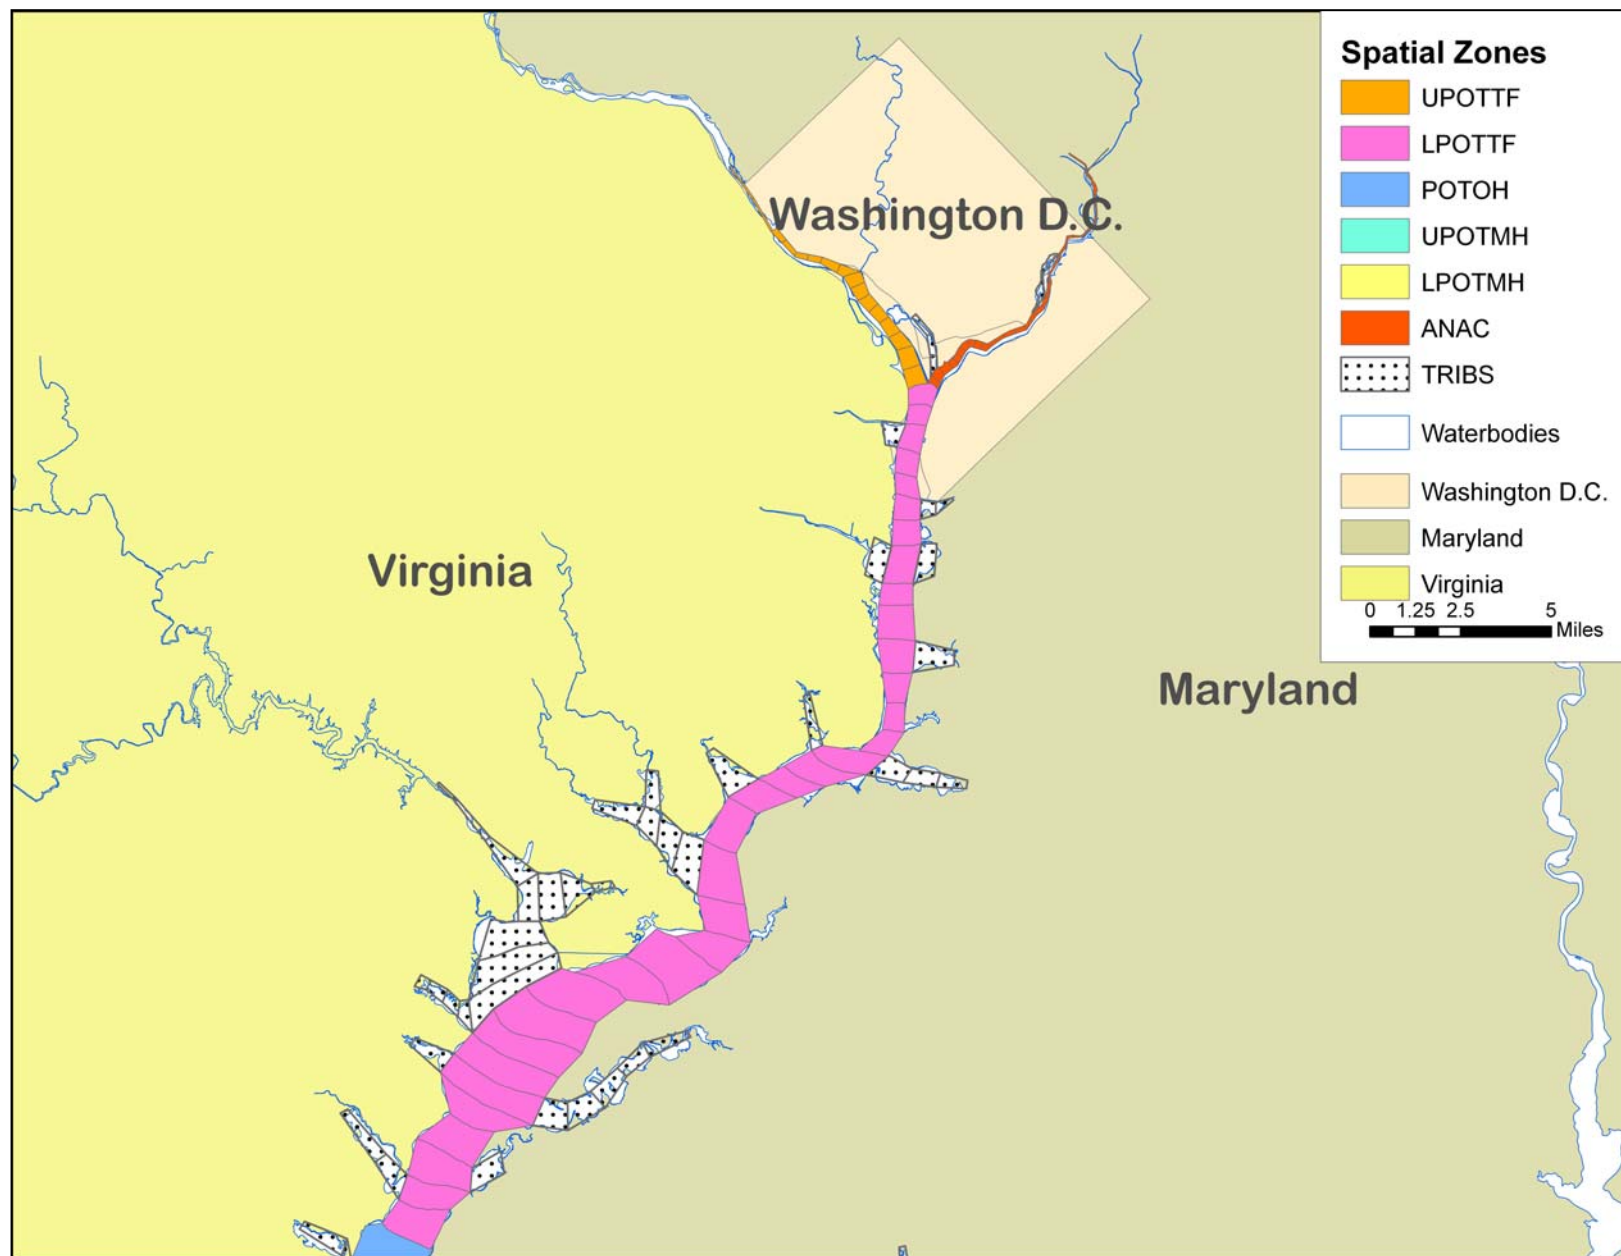 Spatial Zones
UPOTTF
LPOTTF
POTOH
UPOTMH
LPOTMH
ANAC
TRIBS
Waterbodies
Washington D.C.
Maryland
Virginia
0 1.25 2.5 5
Miles
Washington D.C.
Virginia
Maryland